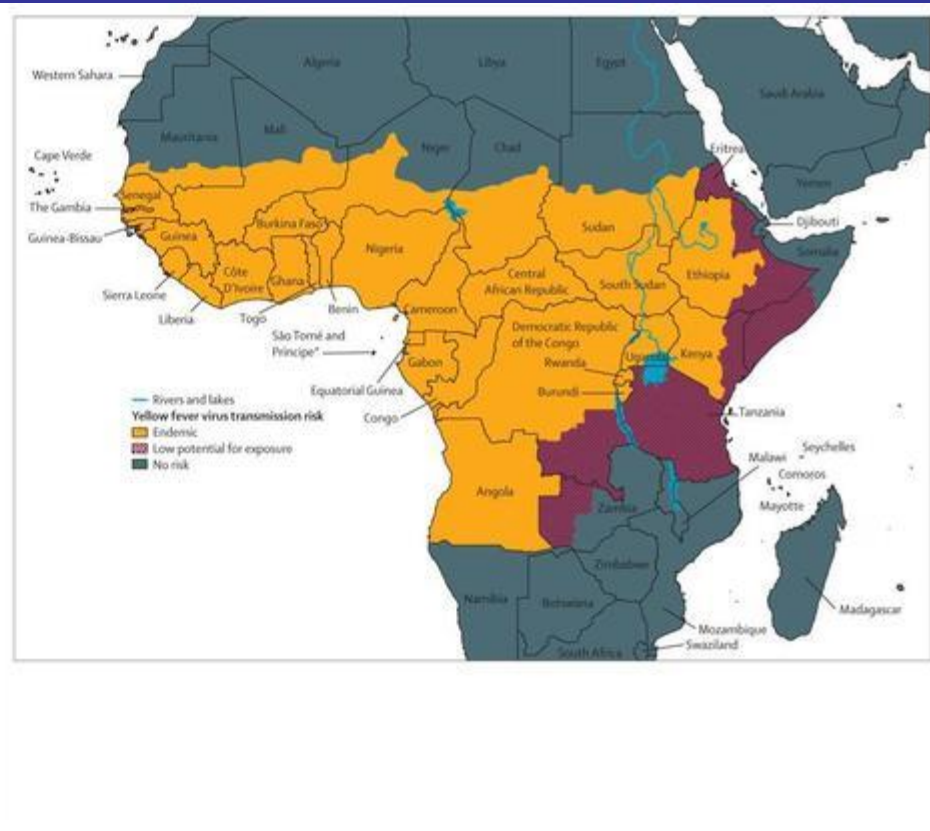 Algeria
Libya
Egypt
Western Sahara
Saudi Arabia
Mauritania
Mali
Niger
Chad
Eritrea
Cape Verde
Yemen
Senegal
The Gambia
Djibouti
Guinea-Bissau
Guinea
Burkina Faso
Nigeria
Sudan
Somalia
Côte
D'Ivoire
Ghana
Central
African Republic
South Sudan
Ethiopia
Sierra Leone
Liberia
Togo
Benin
Cameroon
São Tomé and
Principe*
Democratic Republic
of the Congo
Uganda
Kenya
Rwanda
Gabon
Equatorial Guinea
Burundi
Congo
Tanzania
Rivers and lakes
Yellow fever virus transmission risk
Endemic
Low potential for exposure
No risk
Malawi
Seychelles
Comoros
Mayotte
Angola
Zambia
Zimbabwe
Namibia
Botswana
Madagascar
Mozambique
Swaziland
South Africa